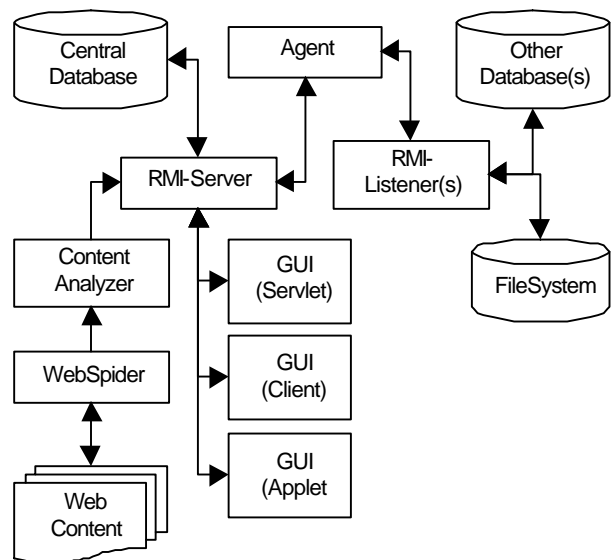 Central
Database
Agent
Other
Database(s)
RMI-Server
RMI-
Listener(s)
Content
Analyzer
GUI
(Servlet)
FileSystem
WebSpider
GUI
(Client)
Web
Content
GUI
(Applet